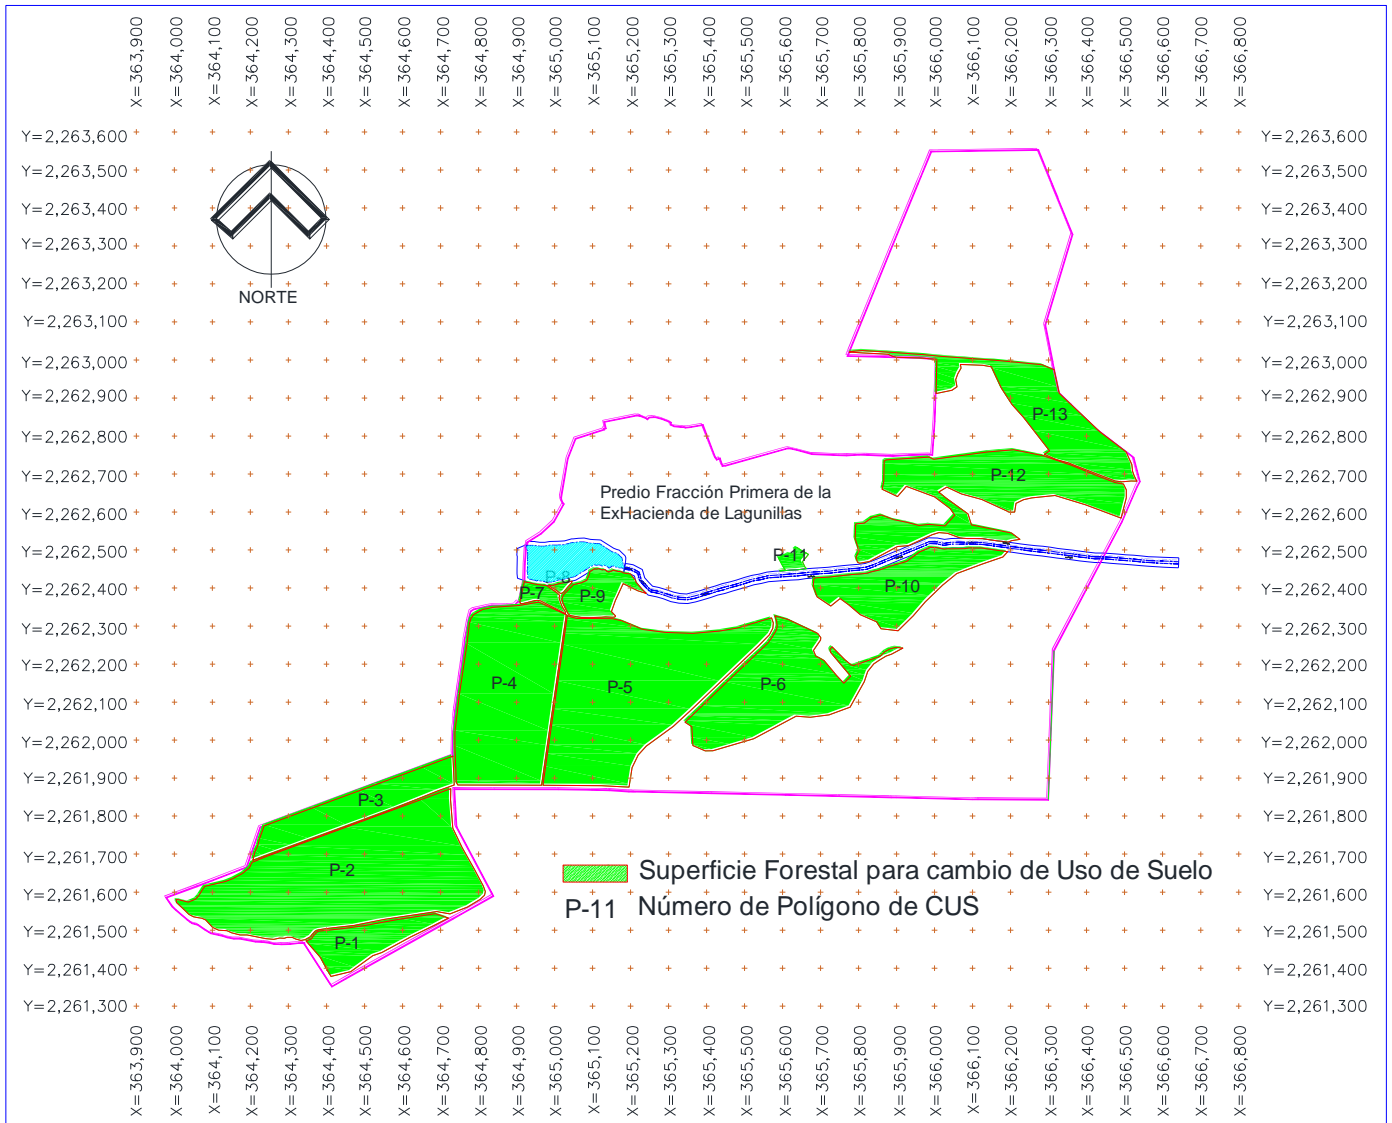 X=363,900
X=364,000
X=364,100
X=364,200
X=364,300
X=364,400
X=364,500
X=364,600
X=364,700
X=364,800
X=364,900
X=365,000
X=365,100
X=365,200
X=365,300
X=365,400
X=365,500
X=365,600
X=365,700
X=365,800
X=365,900
X=366,000
X=366,100
X=366,200
X=366,300
X=366,400
X=366,500
X=366,600
X=366,700
X=366,800
Y=2,263,600 Y=2,263,600
Y=2,263,500 Y=2,263,500
Y=2,263,400 Y=2,263,400
Y=2,263,300 Y=2,263,300
Y=2,263,200 Y=2,263,200
NORTE
Y=2,263,100 Y=2,263,100
Y=2,263,000 Y=2,263,000
Y=2,262,900 Y=2,262,900
P-13
Y=2,262,800 Y=2,262,800
Y=2,262,700 P-12 Y=2,262,700
Predio Fracción Primera de la
ExHacienda de Lagunillas
Y=2,262,600 Y=2,262,600
Y=2,262,500 P-11 Y=2,262,500
P-8
Y=2,262,400 P-7 P-9 P-10 Y=2,262,400
Y=2,262,300 Y=2,262,300
Y=2,262,200 Y=2,262,200
P-4 P-5 P-6
Y=2,262,100 Y=2,262,100
Y=2,262,000 Y=2,262,000
Y=2,261,900 Y=2,261,900
P-3
Y=2,261,800 Y=2,261,800
Y=2,261,700 Y=2,261,700
P-2 Superficie Forestal para cambio de Uso de Suelo
Y=2,261,600 Y=2,261,600
P-11 Número de Polígono de CUS
Y=2,261,500 Y=2,261,500
P-1
Y=2,261,400 Y=2,261,400
Y=2,261,300 Y=2,261,300
X=363,900
X=364,000
X=364,100
X=364,200
X=364,300
X=364,400
X=364,500
X=364,600
X=364,700
X=364,800
X=364,900
X=365,000
X=365,100
X=365,200
X=365,300
X=365,400
X=365,500
X=365,600
X=365,700
X=365,800
X=365,900
X=366,000
X=366,100
X=366,200
X=366,300
X=366,400
X=366,500
X=366,600
X=366,700
X=366,800